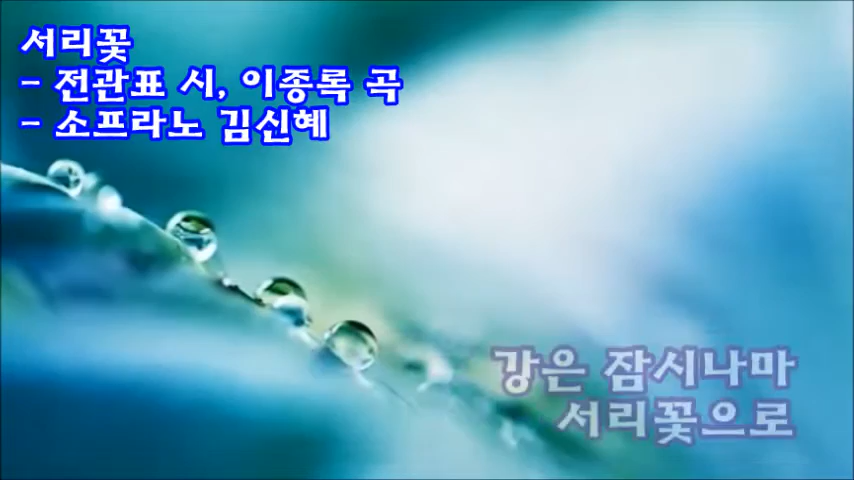 서리꽃
- 전관표 시, 이종록 곡
- 소프라노 김신혜
강은 잠시나마
서리꽃으로